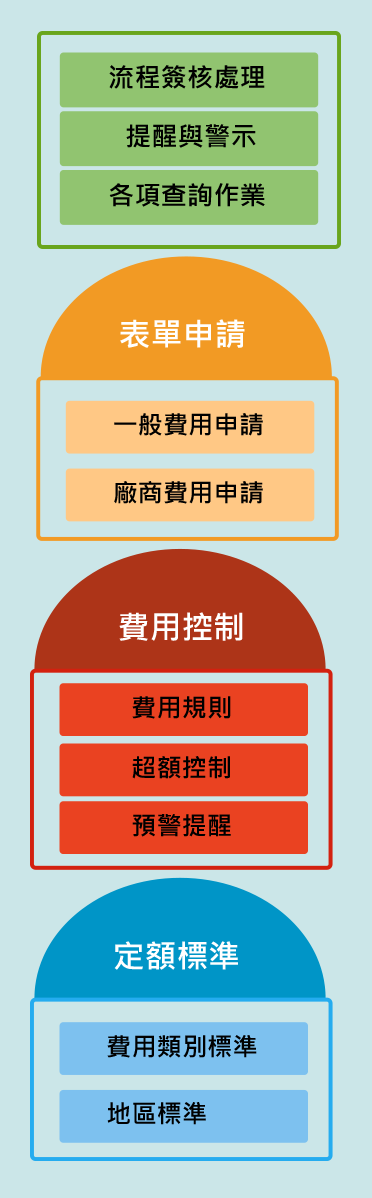 流程簽核處理
提醒與警示
各項查詢作業
表單申請
一般費用申請
廠商費用申請
費用控制
費用規則
超額控制
預警提醒
定額標準
費用類別標準
地區標準